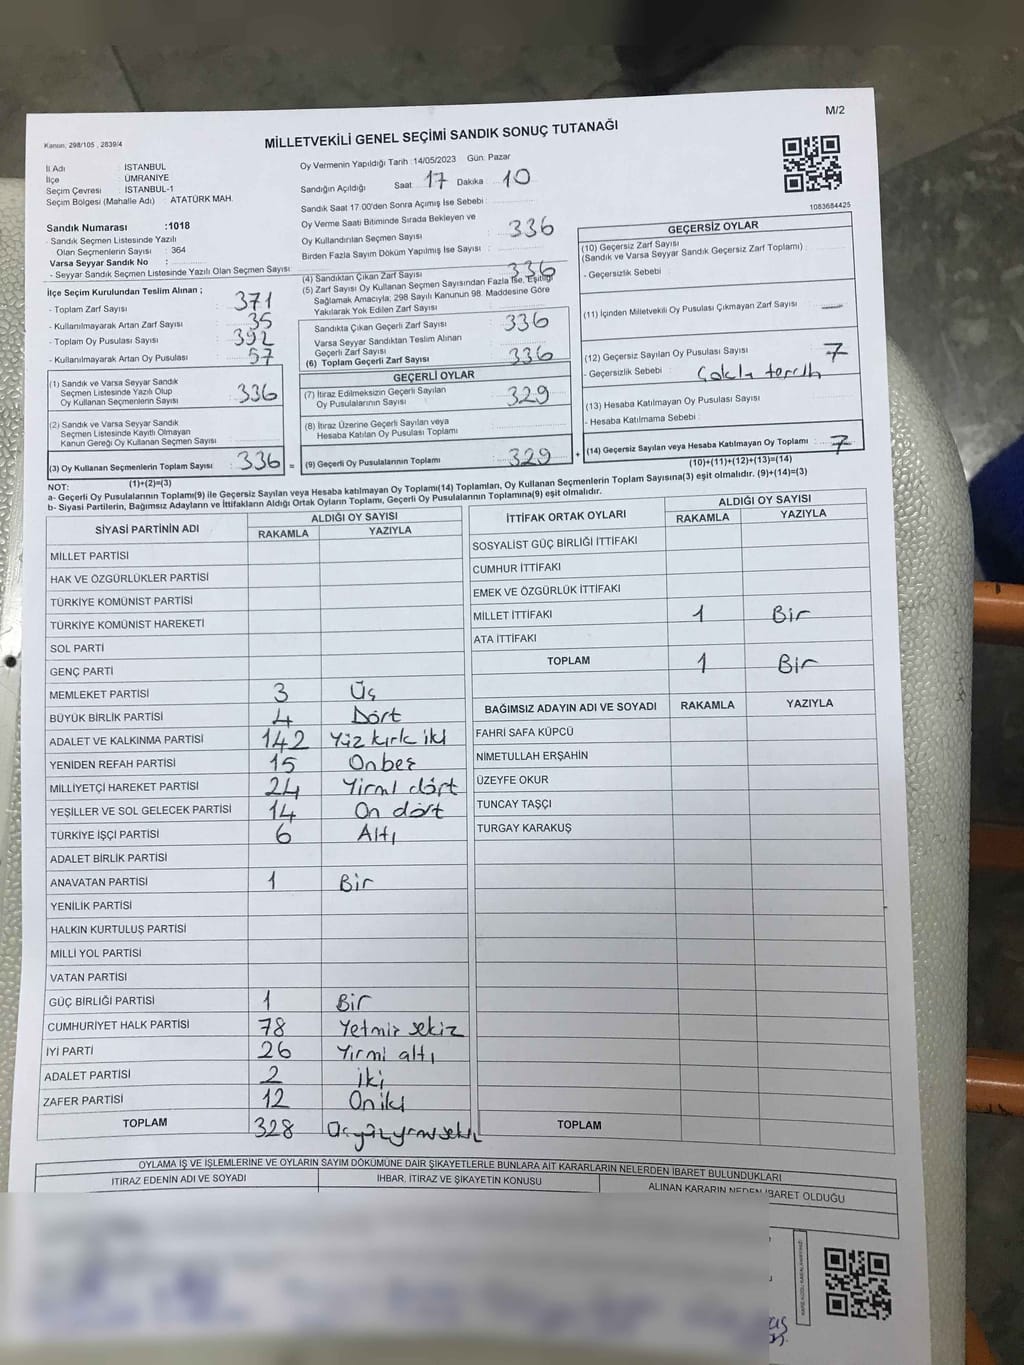 M/2
Kanun, 298/105 , 2839/4
MİLLETVEKİLİ GENEL SEÇİMİ SANDIK SONUÇ TUTANAĞI
İl Adı : İSTANBUL
İlçe : ÜMRANİYE
Seçim Çevresi : İSTANBUL-1
Seçim Bölgesi (Mahalle Adı) : ATATÜRK MAH.
Sandık Numarası :1018
- Sandık Seçmen Listesinde Yazılı
Olan Seçmenlerin Sayısı : 364
Varsa Seyyar Sandık No :
- Seyyar Sandık Seçmen Listesinde Yazılı Olan Seçmen Sayısı:
İlçe Seçim Kurulundan Teslim Alınan ;
- Toplam Zarf Sayısı : 371
- Kullanılmayarak Artan Zarf Sayısı : 35
- Toplam Oy Pusulası Sayısı : 392
- Kullanılmayarak Artan Oy Pusulası : 57
(1) Sandık ve Varsa Seyyar Sandık
Seçmen Listesinde Yazılı Olup
Oy Kullanan Seçmenlerin Sayısı : 336
(2) Sandık ve Varsa Seyyar Sandık
Seçmen Listesinde Kayıtlı Olmayan
Kanun Gereği Oy Kullanan Seçmen Sayısı :
(3) Oy Kullanan Seçmenlerin Toplam Sayısı : 336 =
(1)+(2)=(3)
Oy Vermenin Yapıldığı Tarih :14/05/2023 Gün: Pazar
Sandığın Açıldığı Saat 17 Dakika : 10
Sandık Saat 17:00'den Sonra Açımış İse Sebebi :
Oy Verme Saati Bitiminde Sırada Bekleyen ve
Oy Kullandırılan Seçmen Sayısı : 336
Birden Fazla Sayım Döküm Yapılmış İse Sayısı :
(4) Sandıktan Çıkan Zarf Sayısı : 336
(5) Zarf Sayısı Oy Kullanan Seçmen Sayısından Fazla İse, Eşitliği
Sağlamak Amacıyla; 298 Sayılı Kanunun 98. Maddesine Göre
Yakılarak Yok Edilen Zarf Sayısı :
Sandıkta Çıkan Geçerli Zarf Sayısı : 336
Varsa Seyyar Sandıktan Teslim Alınan
Geçerli Zarf Sayısı :
(6) Toplam Geçerli Zarf Sayısı : 336
GEÇERLİ OYLAR
(7) İtiraz Edilmeksizin Geçerli Sayılan
Oy Pusulalarının Sayısı : 329
(8) İtiraz Üzerine Geçerli Sayılan veya
Hesaba Katılan Oy Pusulası Toplamı :
(9) Geçerli Oy Pusulalarının Toplamı : 329 +
1083684425
GEÇERSİZ OYLAR
(10) Geçersiz Zarf Sayısı
(Sandık ve Varsa Seyyar Sandık Geçersiz Zarf Toplamı) :
- Geçersizlik Sebebi :
(11) İçinden Milletvekili Oy Pusulası Çıkmayan Zarf Sayısı : —
(12) Geçersiz Sayılan Oy Pusulası Sayısı : 7
- Geçersizlik Sebebi : Çokla tercih
(13) Hesaba Katılmayan Oy Pusulası Sayısı :
- Hesaba Katılmama Sebebi :
(14) Geçersiz Sayılan veya Hesaba Katılmayan Oy Toplamı : 7
(10)+(11)+(12)+(13)=(14)
NOT:
a- Geçerli Oy Pusulasının Toplamı(9) ile Geçersiz Sayılan veya Hesaba katılmayan Oy Toplamı(14) Toplamları, Oy Kullanan Seçmenlerin Toplam Sayısına(3) eşit olmalıdır. (9)+(14)=(3)
b- Siyasi Partilerin, Bağımsız Adayların ve İttifakların Aldığı Ortak Oyların Toplamı, Geçerli Oy Pusulalarının Toplamına(9) eşit olmalıdır.
SİYASİ PARTİNİN ADI ALDIĞI OY SAYISI
RAKAMLA YAZIYLA
MİLLET PARTİSİ
HAK VE ÖZGÜRLÜKLER PARTİSİ
TÜRKİYE KOMÜNİST PARTİSİ
TÜRKİYE KOMÜNİST HAREKETİ
SOL PARTİ
GENÇ PARTİ
MEMLEKET PARTİSİ 3 Üç
BÜYÜK BİRLİK PARTİSİ 4 Dört
ADALET VE KALKINMA PARTİSİ 142 Yüz kırk iki
YENİDEN REFAH PARTİSİ 15 Onbeş
MİLLİYETÇİ HAREKET PARTİSİ 24 Yirmi dört
YEŞİLLER VE SOL GELECEK PARTİSİ 14 On dört
TÜRKİYE İŞÇİ PARTİSİ 6 Altı
ADALET BİRLİK PARTİSİ
ANAVATAN PARTİSİ 1 Bir
YENİLİK PARTİSİ
HALKIN KURTULUŞ PARTİSİ
MİLLİ YOL PARTİSİ
VATAN PARTİSİ
GÜÇ BİRLİĞİ PARTİSİ 1 Bir
CUMHURİYET HALK PARTİSİ 78 Yetmiş sekiz
İYİ PARTİ 26 Yirmi altı
ADALET PARTİSİ 2 iki
ZAFER PARTİSİ 12 Oniki
TOPLAM 328
İTTİFAK ORTAK OYLARI ALDIĞI OY SAYISI
RAKAMLA YAZIYLA
SOSYALİST GÜÇ BİRLİĞİ İTTİFAKI
CUMHUR İTTİFAKI
EMEK VE ÖZGÜRLÜK İTTİFAKI
MİLLET İTTİFAKI 1 Bir
ATA İTTİFAKI
TOPLAM 1 Bir
BAĞIMSIZ ADAYIN ADI VE SOYADI RAKAMLA YAZIYLA
FAHRİ SAFA KÜPCÜ
NİMETULLAH ERŞAHİN
ÜZEYFE OKUR
TUNCAY TAŞÇI
TURGAY KARAKUŞ
TOPLAM
OYLAMA İŞ VE İŞLEMLERİNE VE OYLARIN SAYIM DÖKÜMÜNE DAİR ŞİKAYETLERLE BUNLARA AİT KARARLARIN NELERDEN İBARET BULUNDUKLARI
İTİRAZ EDENİN ADI VE SOYADI İHBAR, İTİRAZ VE ŞİKAYETİN KONUSU ALINAN KARARIN NEDEN İBARET OLDUĞU